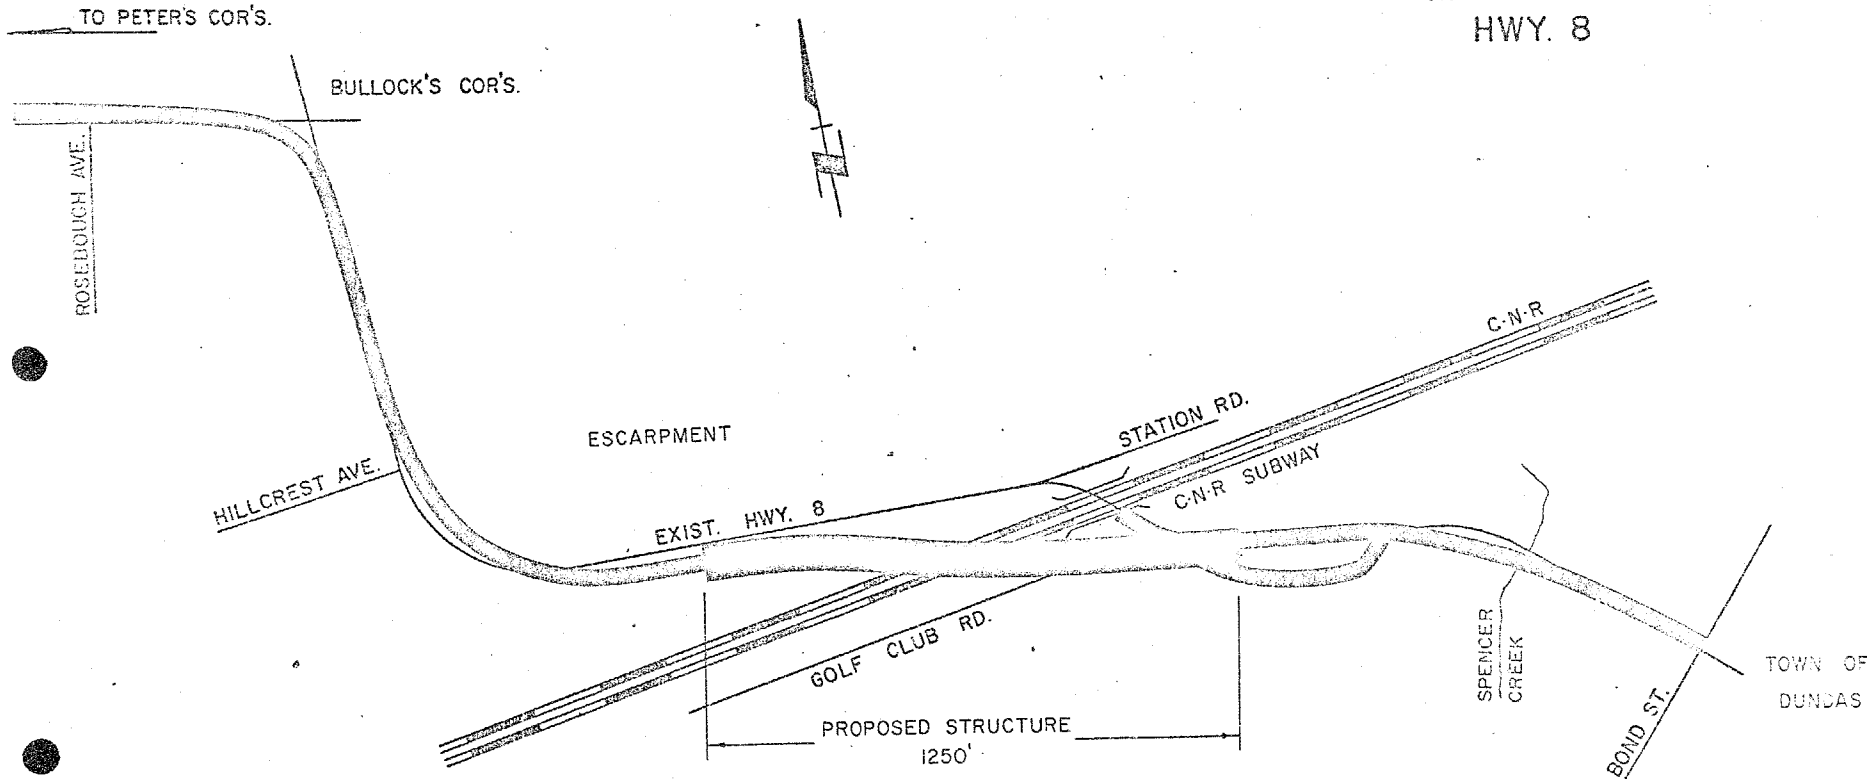 TO PETER'S COR'S.
HWY. 8
BULLOCK'S COR'S.
ROSEBOUGH AVE.
C-N-R
STATION RD.
ESCARPMENT
C-N-R SUBWAY
HILLCREST AVE.
EXIST. HWY. 8
GOLF CLUB RD.
SPENCER
CREEK
TOWN OF
DUNDAS
BOND ST.
PROPOSED STRUCTURE
1250'